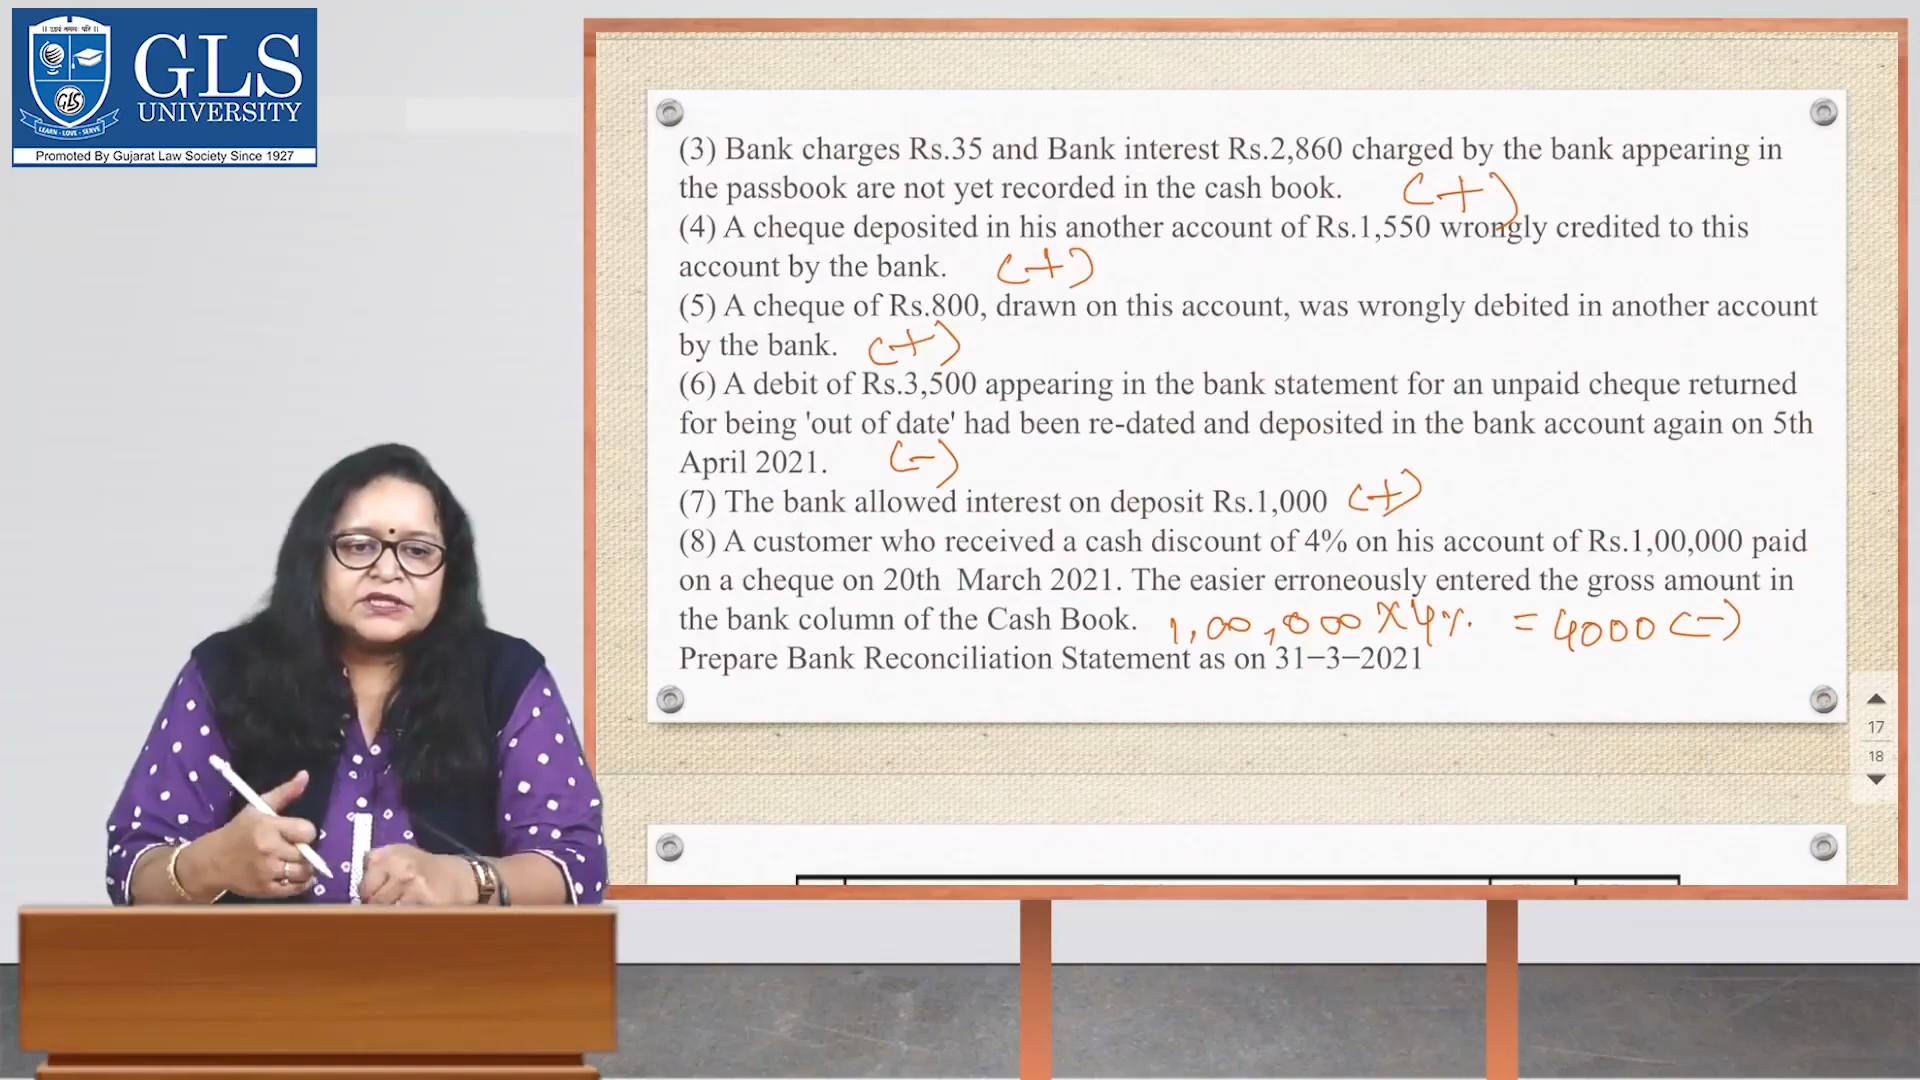 || उद्यमं लभस्व परि ||
GLS
UNIVERSITY
GLS
LEARN - LOVE - SERVE
Promoted By Gujarat Law Society Since 1927
(3) Bank charges Rs.35 and Bank interest Rs.2,860 charged by the bank appearing in
the passbook are not yet recorded in the cash book. (+)
(4) A cheque deposited in his another account of Rs.1,550 wrongly credited to this
account by the bank. (+)
(5) A cheque of Rs.800, drawn on this account, was wrongly debited in another account
by the bank. (+)
(6) A debit of Rs.3,500 appearing in the bank statement for an unpaid cheque returned
for being 'out of date' had been re-dated and deposited in the bank account again on 5th
April 2021. (-)
(7) The bank allowed interest on deposit Rs.1,000 (+)
(8) A customer who received a cash discount of 4% on his account of Rs.1,00,000 paid
on a cheque on 20th March 2021. The easier erroneously entered the gross amount in
the bank column of the Cash Book. 1,00,000 X 4% = 4000 (-)
Prepare Bank Reconciliation Statement as on 31−3−2021
17
18